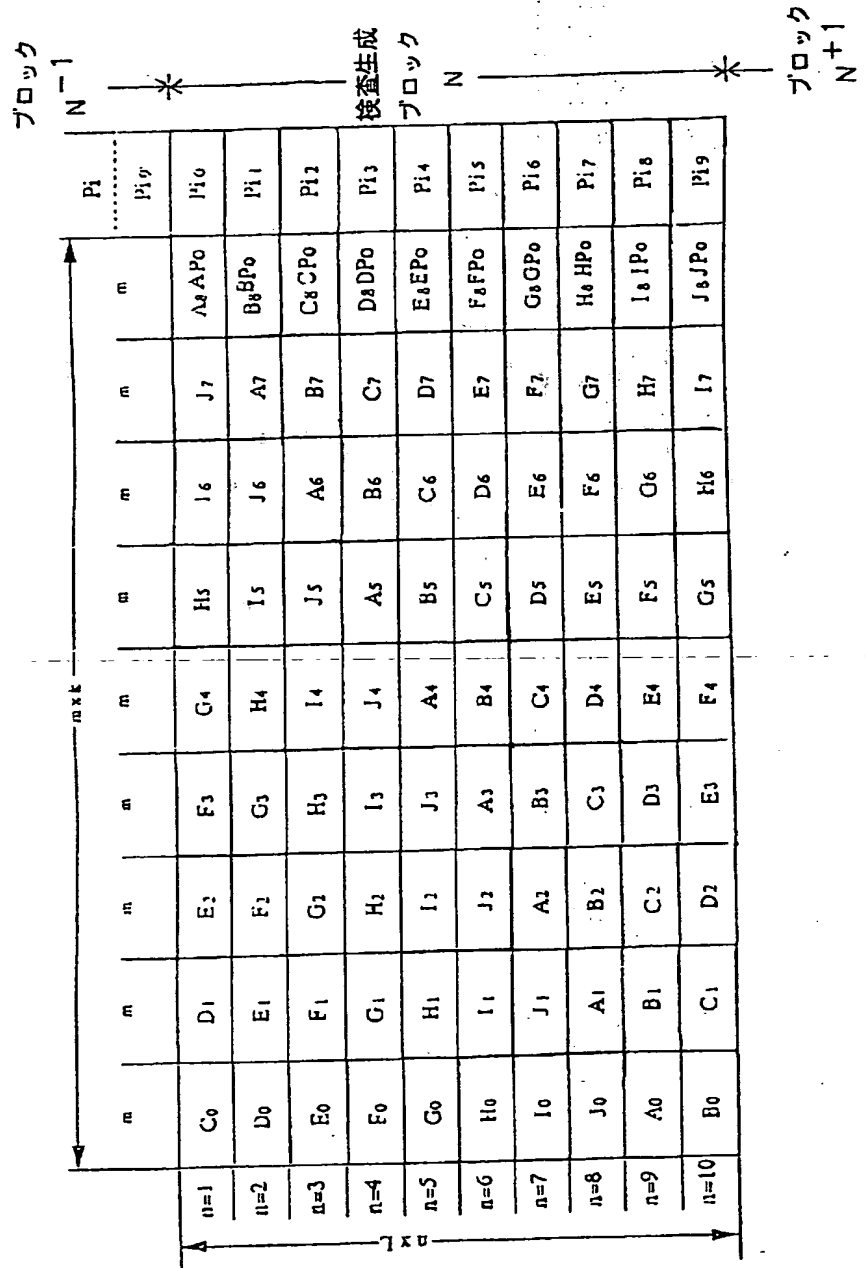 m×k
m m m m m m m m m Pi
Piq
n=1 C0 D1 E2 F3 G4 H5 I6 J7 A8APo Pi0
n=2 D0 E1 F2 G3 H4 I5 J6 A7 B8BPo Pi1
n=3 E0 F1 G2 H3 I4 J5 A6 B7 C8CPo Pi2
n=4 F0 G1 H2 I3 J4 A5 B6 C7 D8DPo Pi3
n=5 G0 H1 I2 J3 A4 B5 C6 D7 E8EPo Pi4
n=6 H0 I1 J2 A3 B4 C5 D6 E7 F8FPo Pi5
n=7 I0 J1 A2 B3 C4 D5 E6 F7 G8GPo Pi6
n=8 J0 A1 B2 C3 D4 E5 F6 G7 H8HPo Pi7
n=9 A0 B1 C2 D3 E4 F5 G6 H7 I8IPo Pi8
n=10 B0 C1 D2 E3 F4 G5 H6 I7 J8JPo Pi9
n×L
ブロック
N-1
検査生成
ブロック
N
ブロック
N+1